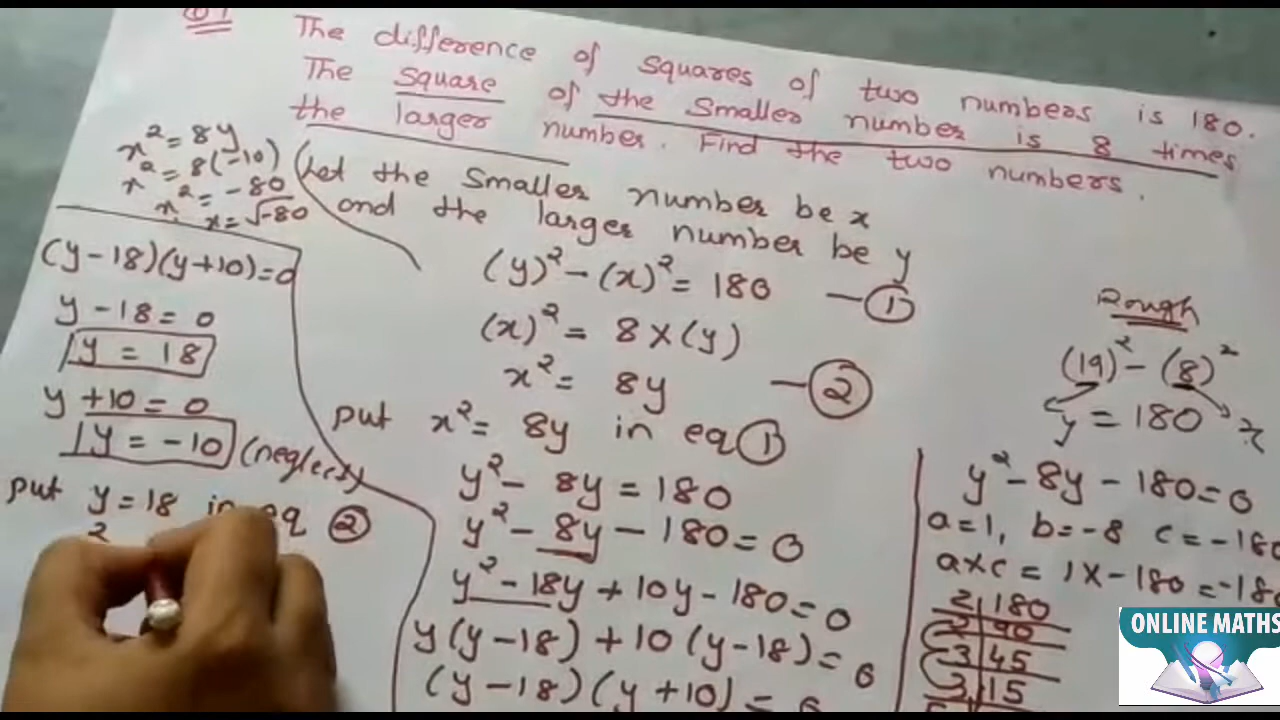 The difference of squares of two numbers is 180.
The square of the smaller number is 8 times
the larger number. Find the two numbers.
Let the smaller number be x
and the larger number be y
(y)² - (x)² = 180 — ①
(x)² = 8 × (y)
x² = 8y — ②
put x² = 8y in eq ①
y² - 8y = 180
y² - 8y - 180 = 0
y² - 18y + 10y - 180 = 0
y(y - 18) + 10(y - 18) = 0
(y - 18)(y + 10) = 0
x² = 8y
x² = 8(-10)
x² = -80
x = √-80
(y - 18)(y + 10) = 0
y - 18 = 0
y = 18
y + 10 = 0
y = -10 (neglect)
put y = 18 in eq ②
Rough
(19)² - (8)²
y = 180 x
y² - 8y - 180 = 0
a = 1, b = -8 c = -180
a × c = 1 × -180 = -180
2 | 180
2 | 90
3 | 45
3 | 15
ONLINE MATHS